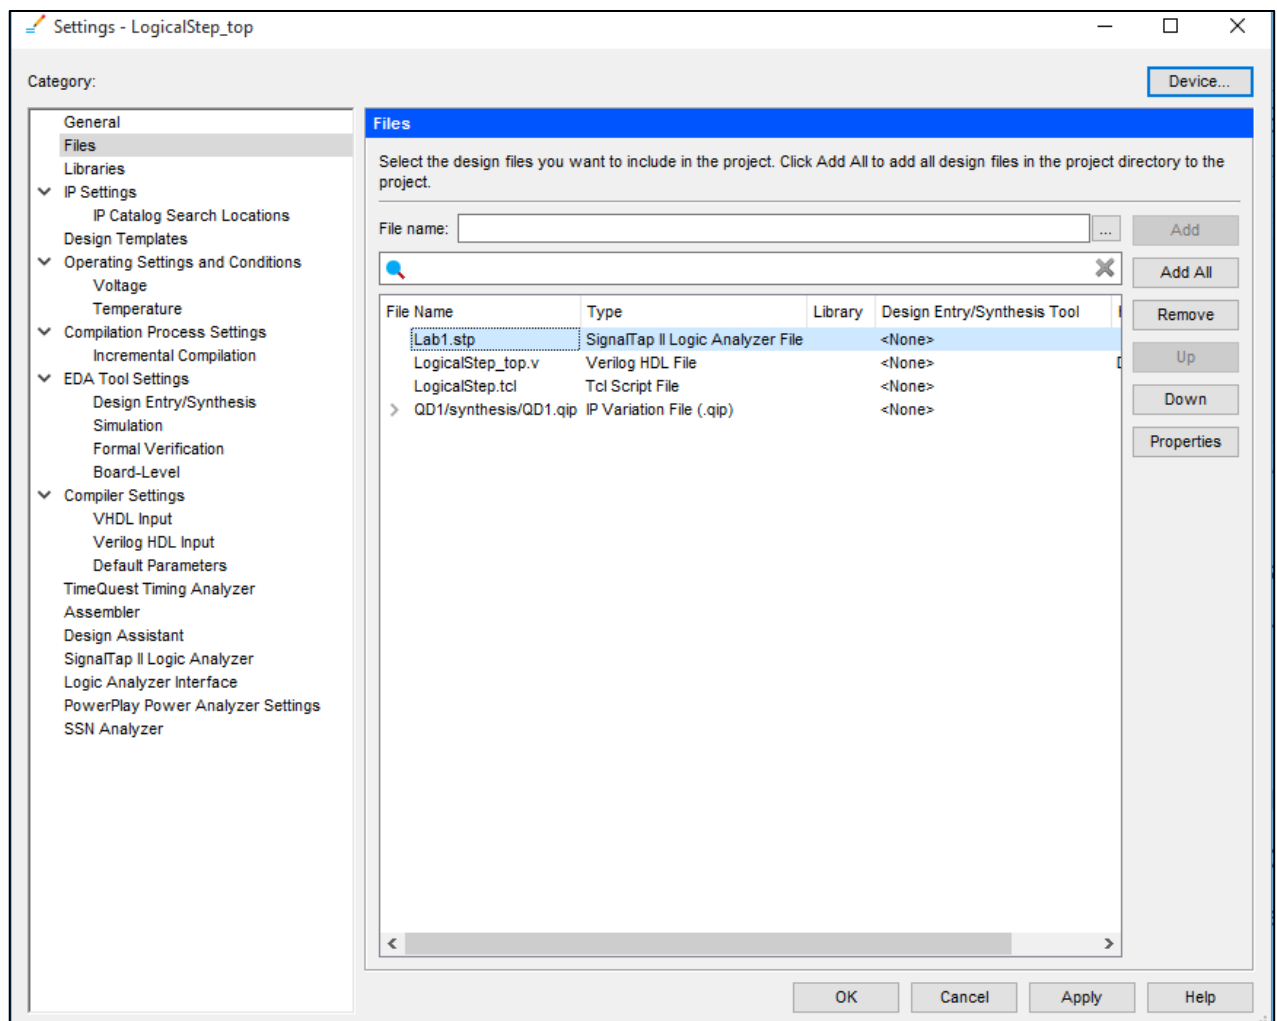 Settings - LogicalStep_top
Category:
Device...
General
Files
Libraries
IP Settings
IP Catalog Search Locations
Design Templates
Operating Settings and Conditions
Voltage
Temperature
Compilation Process Settings
Incremental Compilation
EDA Tool Settings
Design Entry/Synthesis
Simulation
Formal Verification
Board-Level
Compiler Settings
VHDL Input
Verilog HDL Input
Default Parameters
TimeQuest Timing Analyzer
Assembler
Design Assistant
SignalTap II Logic Analyzer
Logic Analyzer Interface
PowerPlay Power Analyzer Settings
SSN Analyzer
Files
Select the design files you want to include in the project. Click Add All to add all design files in the project directory to the
project.
File name:
...
Add
Add All
Remove
Up
Down
Properties
File Name Type Library Design Entry/Synthesis Tool
Lab1.stp SignalTap II Logic Analyzer File <None>
LogicalStep_top.v Verilog HDL File <None>
LogicalStep.tcl Tcl Script File <None>
QD1/synthesis/QD1.qip IP Variation File (.qip) <None>
OK Cancel Apply Help